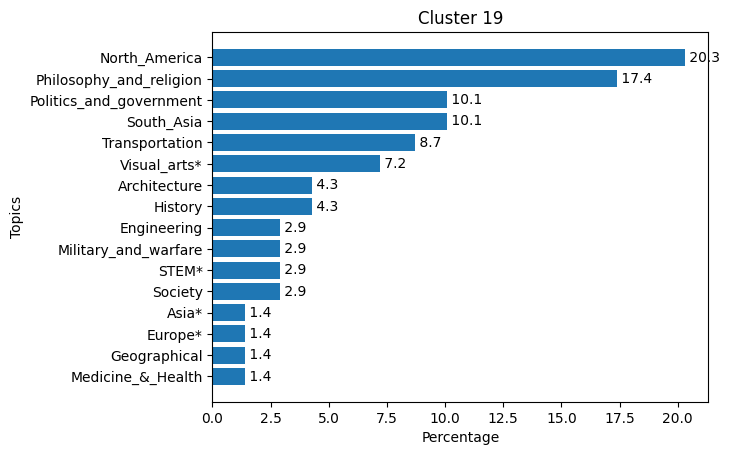 Cluster 19
Topics
North_America 20.3
Philosophy_and_religion 17.4
Politics_and_government 10.1
South_Asia 10.1
Transportation 8.7
Visual_arts* 7.2
Architecture 4.3
History 4.3
Engineering 2.9
Military_and_warfare 2.9
STEM* 2.9
Society 2.9
Asia* 1.4
Europe* 1.4
Geographical 1.4
Medicine_&_Health 1.4
0.0 2.5 5.0 7.5 10.0 12.5 15.0 17.5 20.0
Percentage